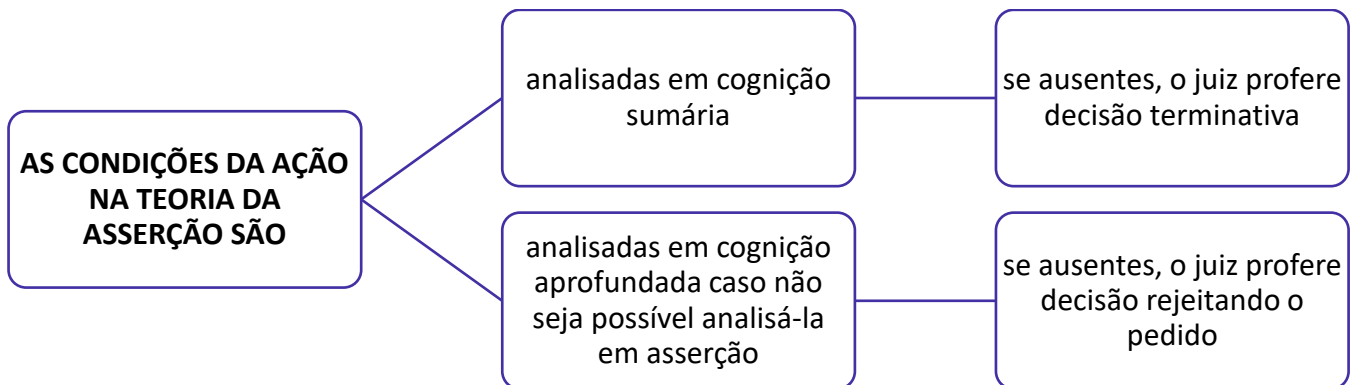 AS CONDIÇÕES DA AÇÃO
NA TEORIA DA
ASSERÇÃO SÃO
analisadas em cognição
sumária
se ausentes, o juiz profere
decisão terminativa
analisadas em cognição
aprofundada caso não
seja possível analisá-la
em asserção
se ausentes, o juiz profere
decisão rejeitando o
pedido